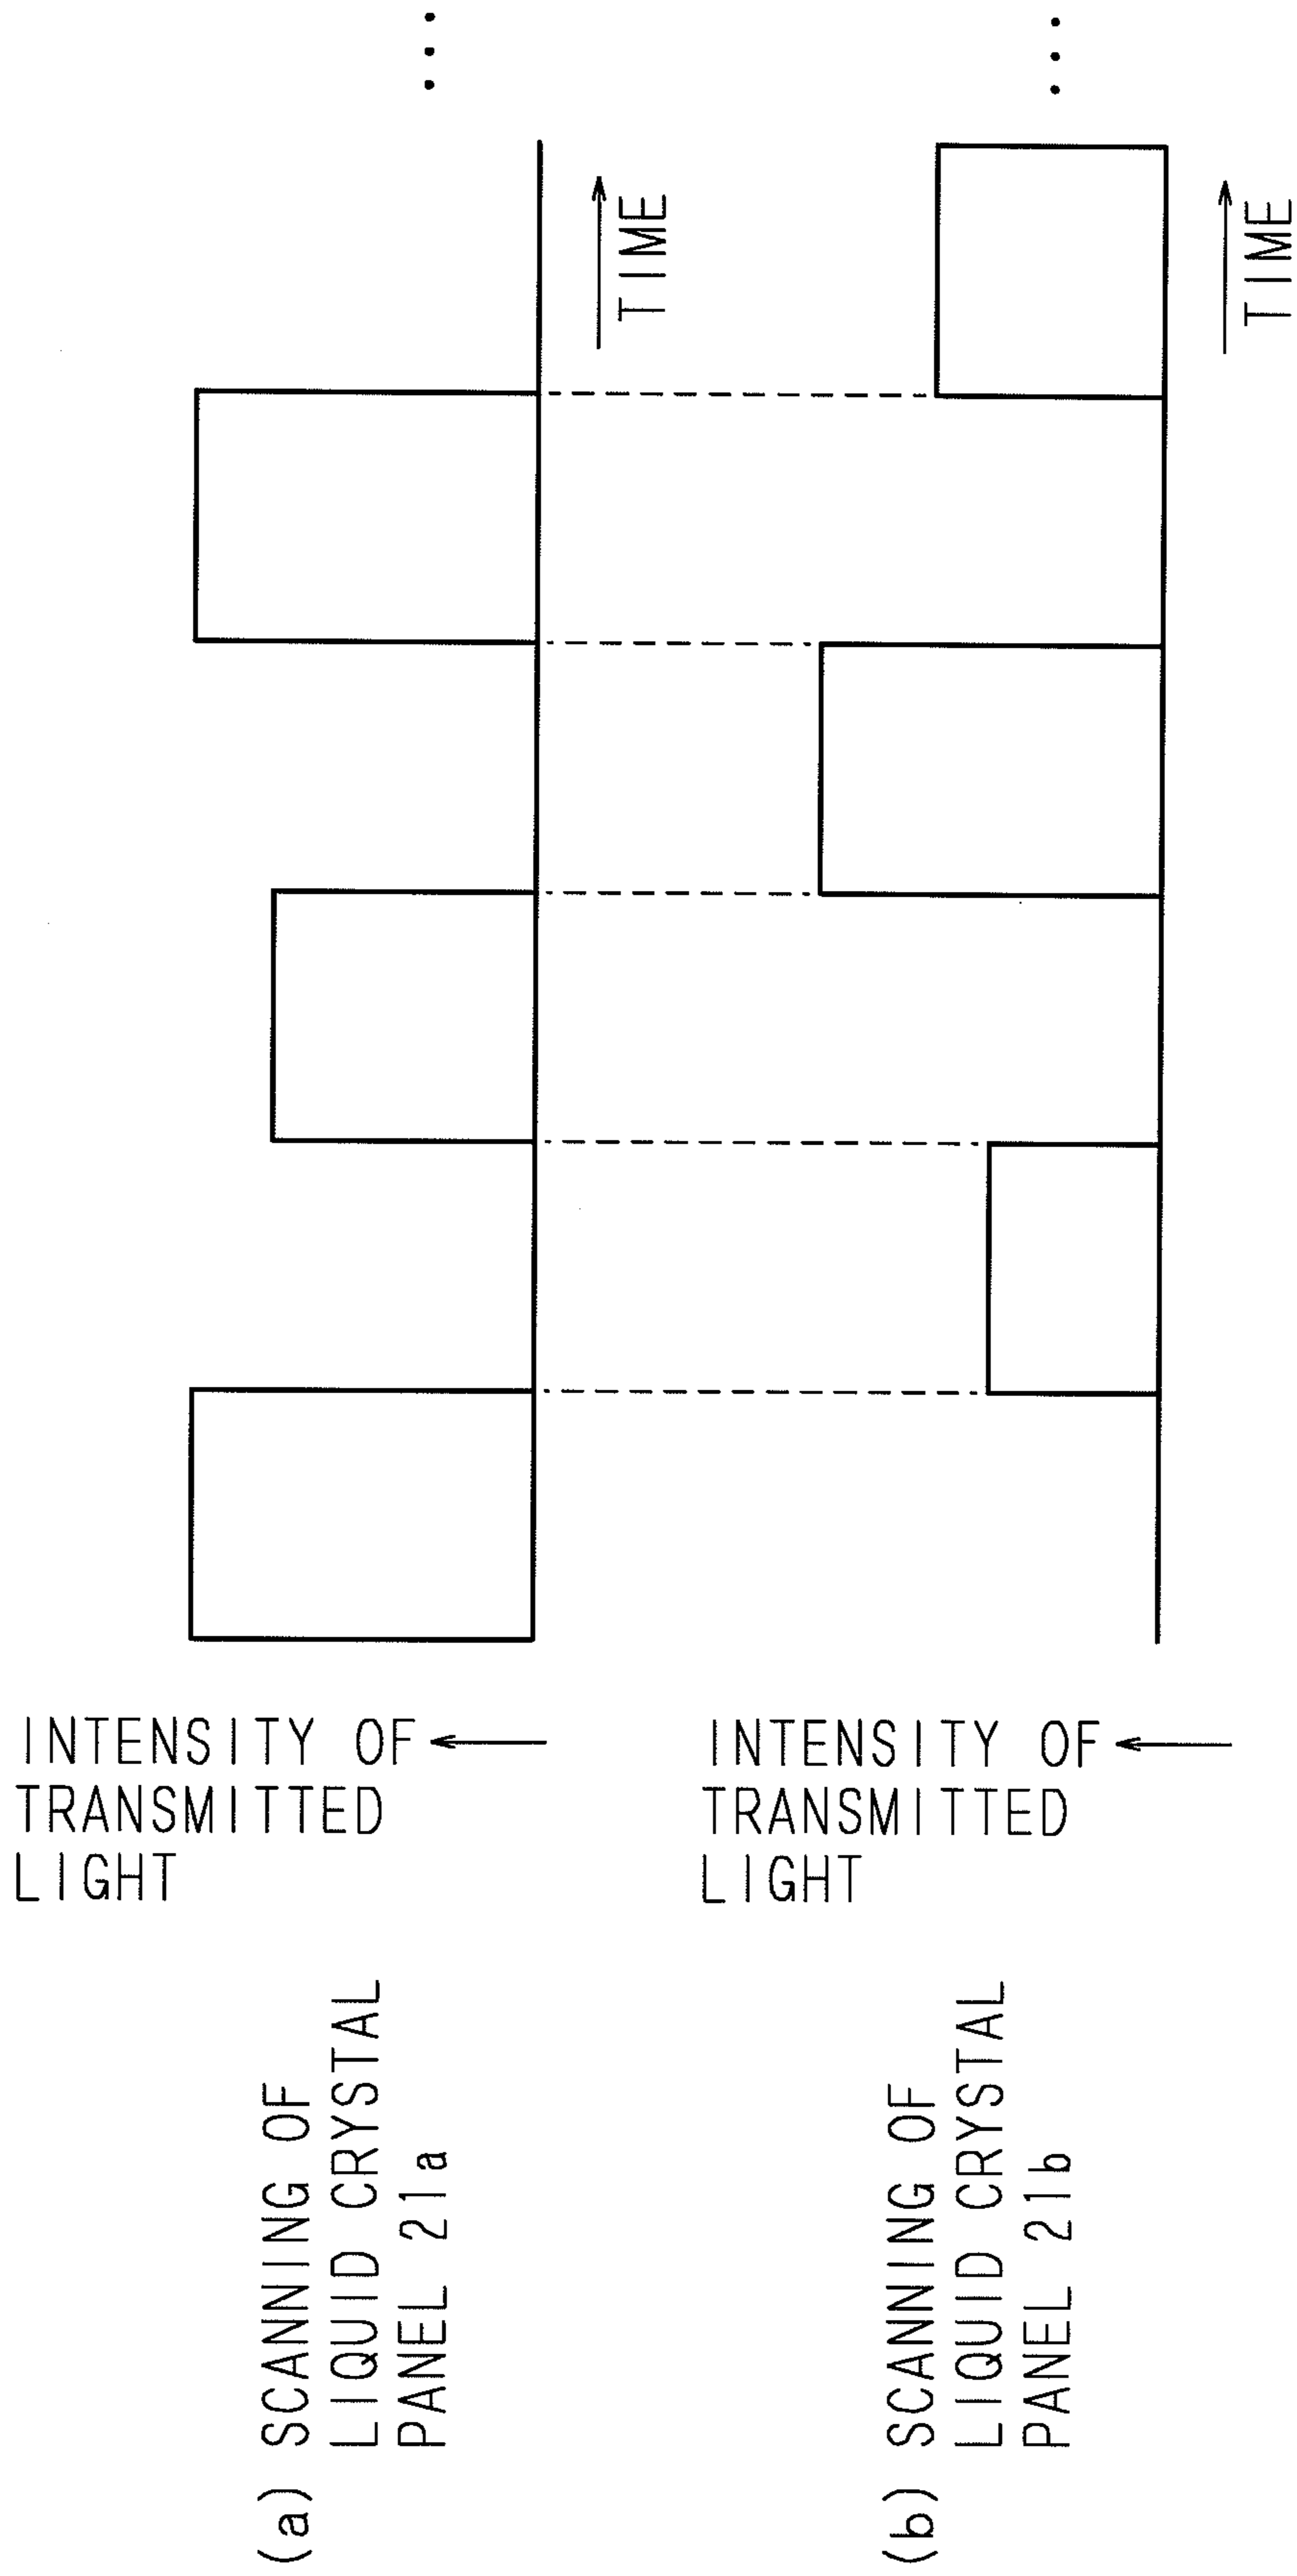 (a) SCANNING OF
LIQUID CRYSTAL
PANEL 21a
INTENSITY OF
TRANSMITTED
LIGHT
TIME
(b) SCANNING OF
LIQUID CRYSTAL
PANEL 21b
INTENSITY OF
TRANSMITTED
LIGHT
TIME